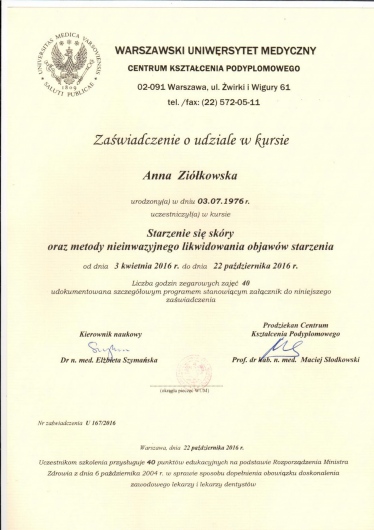 UNIVERSITAS MEDICA VARSOVIENSIS
1809
SALUTI PUBLICAE
WARSZAWSKI UNIWERSYTET MEDYCZNY
CENTRUM KSZTAŁCENIA PODYPLOMOWEGO
02-091 Warszawa, ul. Żwirki i Wigury 61
tel. /fax: (22) 572-05-11
Zaświadczenie o udziale w kursie
Anna Ziółkowska
urodzony(a) w dniu 03.07.1976 r.
uczestniczył(a) w kursie
Starzenie się skóry
oraz metody nieinwazyjnego likwidowania objawów starzenia
od dnia 3 kwietnia 2016 r. do dnia 22 października 2016 r.
Liczba godzin zegarowych zajęć 40
udokumentowana szczegółowym programem stanowiącym załącznik do niniejszego
zaświadczenia
Kierownik naukowy
Dr n. med. Elżbieta Szymańska
Prodziekan Centrum
Kształcenia Podyplomowego
Prof. dr hab. n. med. Maciej Słodkowski
(okrągła pieczęć WUM)
Nr zaświadczenia U 167/2016
Warszawa, dnia 22 października 2016 r.
Uczestnikom szkolenia przysługuje 40 punktów edukacyjnych na podstawie Rozporządzenia Ministra
Zdrowia z dnia 6 października 2004 r. w sprawie sposobu dopełnienia obowiązku doskonalenia
zawodowego lekarzy i lekarzy dentystów